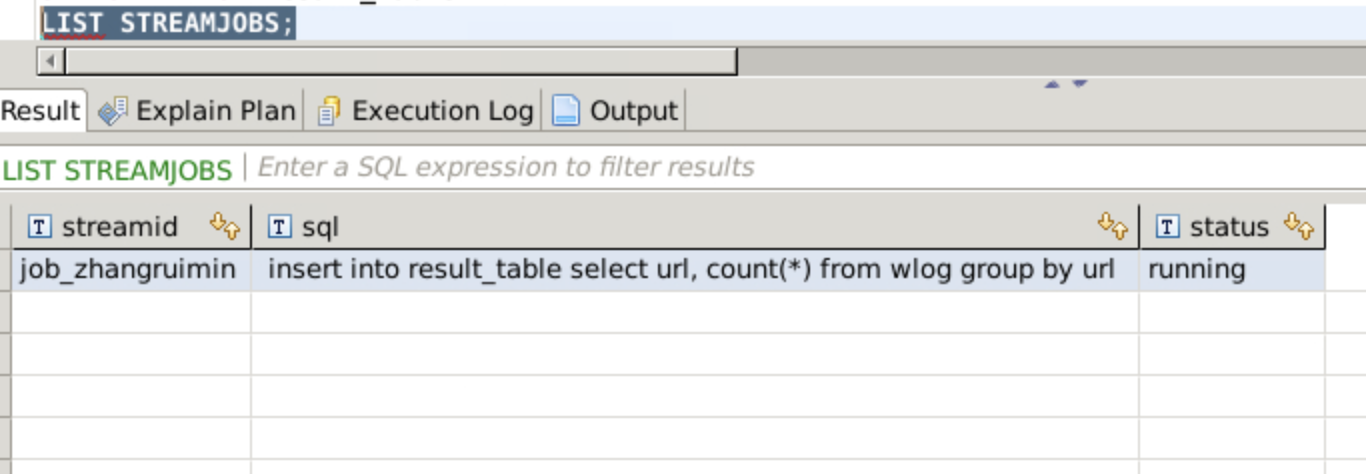 LIST STREAMJOBS;
Result Explain Plan Execution Log Output
LIST STREAMJOBS Enter a SQL expression to filter results
T streamid T sql T status
job_zhangruimin insert into result_table select url, count(*) from wlog group by url running